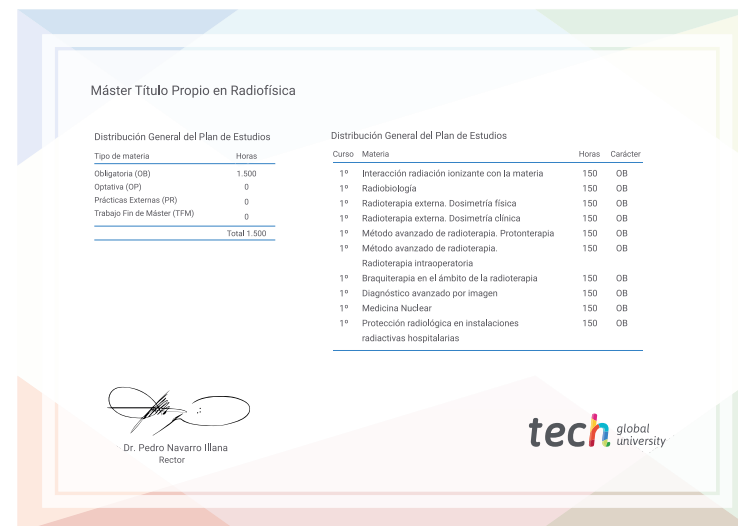 Máster Título Propio en Radiofísica
Distribución General del Plan de Estudios
Tipo de materia Horas
Obligatoria (OB) 1.500
Optativa (OP) 0
Prácticas Externas (PR) 0
Trabajo Fin de Máster (TFM) 0
Total 1.500
Distribución General del Plan de Estudios
Curso Materia Horas Carácter
1º Interacción radiación ionizante con la materia 150 OB
1º Radiobiología 150 OB
1º Radioterapia externa. Dosimetría física 150 OB
1º Radioterapia externa. Dosimetría clínica 150 OB
1º Método avanzado de radioterapia. Protonterapia 150 OB
1º Método avanzado de radioterapia. 150 OB
Radioterapia intraoperatoria
1º Braquiterapia en el ámbito de la radioterapia 150 OB
1º Diagnóstico avanzado por imagen 150 OB
1º Medicina Nuclear 150 OB
1º Protección radiológica en instalaciones 150 OB
radiactivas hospitalarias
Dr. Pedro Navarro Illana
Rector
tech global
university